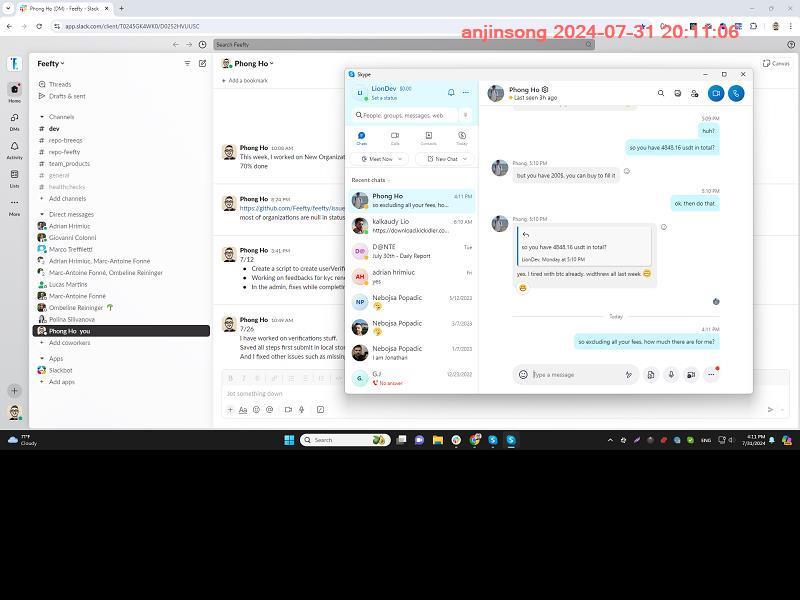 Phong Ho (DM) - Feefty - Slack
app.slack.com/client/T0245GK4WK0/D0252HVUUSC
anjinsong 2024-07-31 20:11:06
Search Feefty
Feefty
Home
DMs
Activity
Lists
More
Threads
Drafts & sent
Channels
# dev
# repo-breeqs
# repo-feefty
# team_products
# general
# healthchecks
+ Add channels
Direct messages
Adrian Hrimiuc
Giovanni Colonni
Marco Treffiletti
Adrian Hrimiuc, Marc-Antoine Fonné
Marc-Antoine Fonné, Ombeline Reininger
Lucas Martins
Marc-Antoine Fonné
Ombeline Reininger
Polina Silivanova
Phong Ho you
+ Add coworkers
Apps
Slackbot
+ Add apps
Phong Ho
Canvas
+ Add a bookmark
Phong Ho 10:08 AM
This week, I worked on New Organizat
70% done
Phong Ho 8:24 PM
https://github.com/Feefty/feefty/issue
most of organizations are null in status
Phong Ho 3:41 PM
7/12
• Create a script to create userVerifi
• Working on feedbacks for kyc rene
• In the admin, fixes while completin
Phong Ho 10:49 AM
7/26
I have worked on verifications stuff.
Saved all steps first submit in local stor
And I fixed other issues such as missing
Jot something down
Skype
LI
LionDev $0.00
Set a status
People, groups, messages, web
Chats
Calls
Contacts
Today
Meet Now
New Chat
Recent chats
Phong Ho 4:11 PM
so excluding all your fees, ho...
kalkaudy Lio 6:10 AM
https://download.kickidler.co...
D@
D@NTE Tue
July 30th - Daily Report
AH
adrian hrimiuc Fri
yes
NP
Nebojsa Popadic 5/12/2023
Nebojsa Popadic 3/7/2023
Nebojsa Popadic 1/9/2023
I am Jonathan
G.
G.J 12/23/2022
No answer
Phong Ho
Last seen 3h ago
5:09 PM
huh?
so you have 4848.16 usdt in total?
Phong, 5:10 PM
but you have 200$. you can buy to fill it
5:10 PM
ok. then do that
Phong, 5:10 PM
so you have 4848.16 usdt in total?
LionDev, Monday at 5:10 PM
yes. I tired with btc already. widthrew all last week
Today
4:11 PM
so excluding all your fees, how much there are for me?
Type a message
77°F
Cloudy
Search
ENG
4:11 PM
7/31/2024